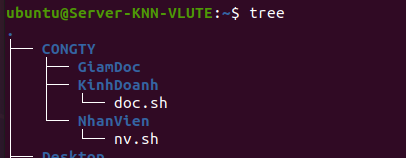 ubuntu@Server-KNN-VLUTE:~$ tree
.
├── CONGTY
│   ├── GiamDoc
│   ├── KinhDoanh
│   │   └── doc.sh
│   └── NhanVien
│       └── nv.sh
├── Desktop